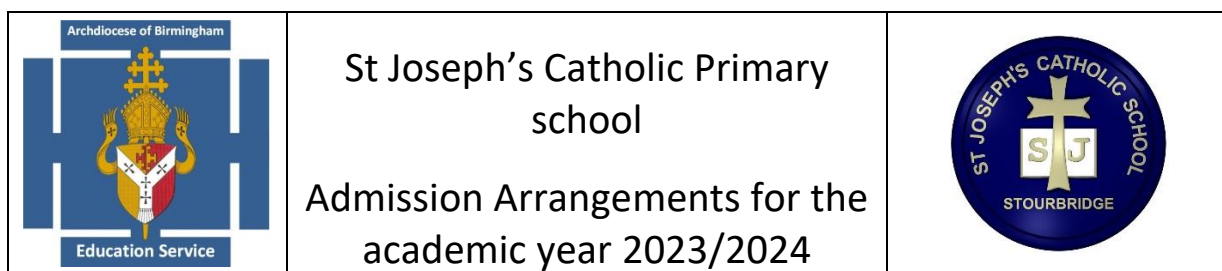 Archdiocese of Birmingham
Education Service
St Joseph’s Catholic Primary
school
Admission Arrangements for the
academic year 2023/2024
ST JOSEPH'S CATHOLIC SCHOOL
S J
STOURBRIDGE